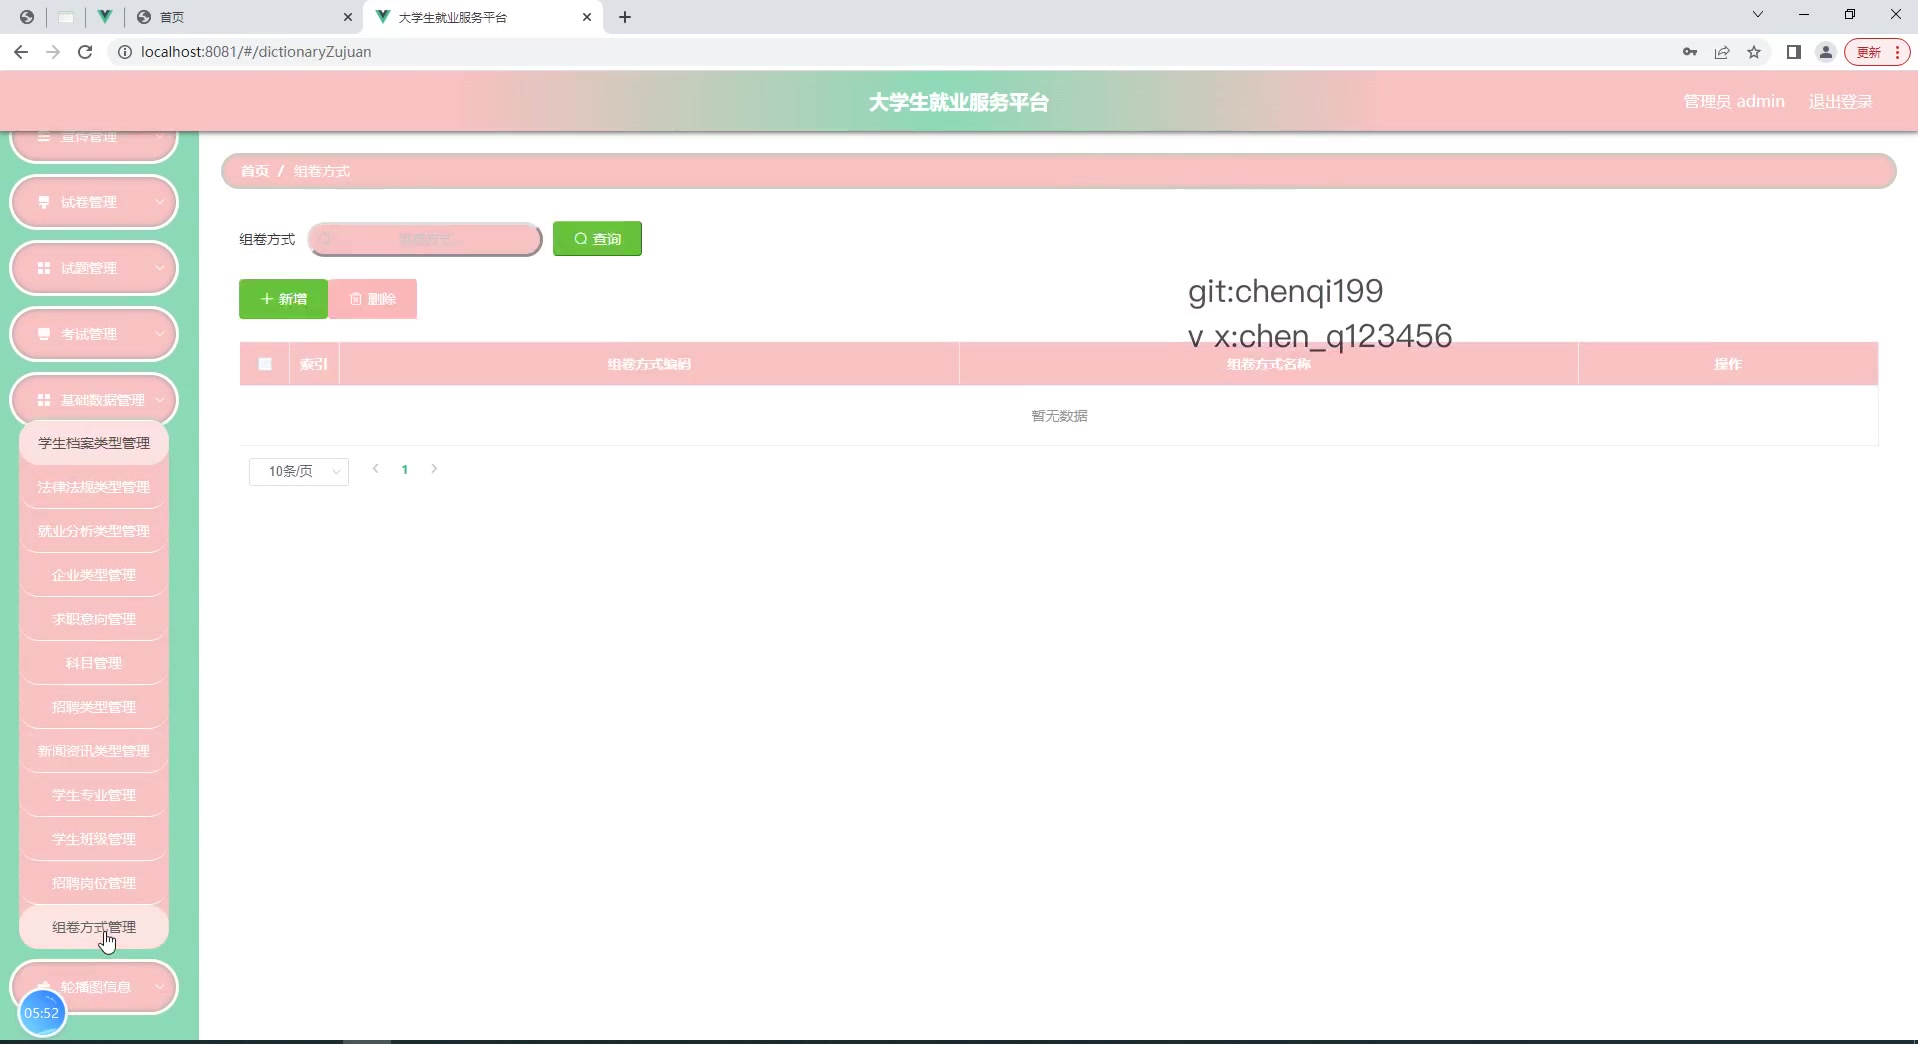 首页
大学生就业服务平台
localhost:8081/#/dictionaryZujuan
更新
大学生就业服务平台
管理员 admin
退出登录
宣传管理
试卷管理
试题管理
考试管理
基础数据管理
学生档案类型管理
法律法规类型管理
就业分析类型管理
企业类型管理
求职意向管理
科目管理
招聘类型管理
新闻资讯类型管理
学生专业管理
学生班级管理
招聘岗位管理
组卷方式管理
轮播图信息
05:52
首页 / 组卷方式
组卷方式
组卷方式
查询
新增
删除
git:chenqi199
v x:chen_q123456
索引
组卷方式编码
组卷方式名称
操作
暂无数据
10条/页
1